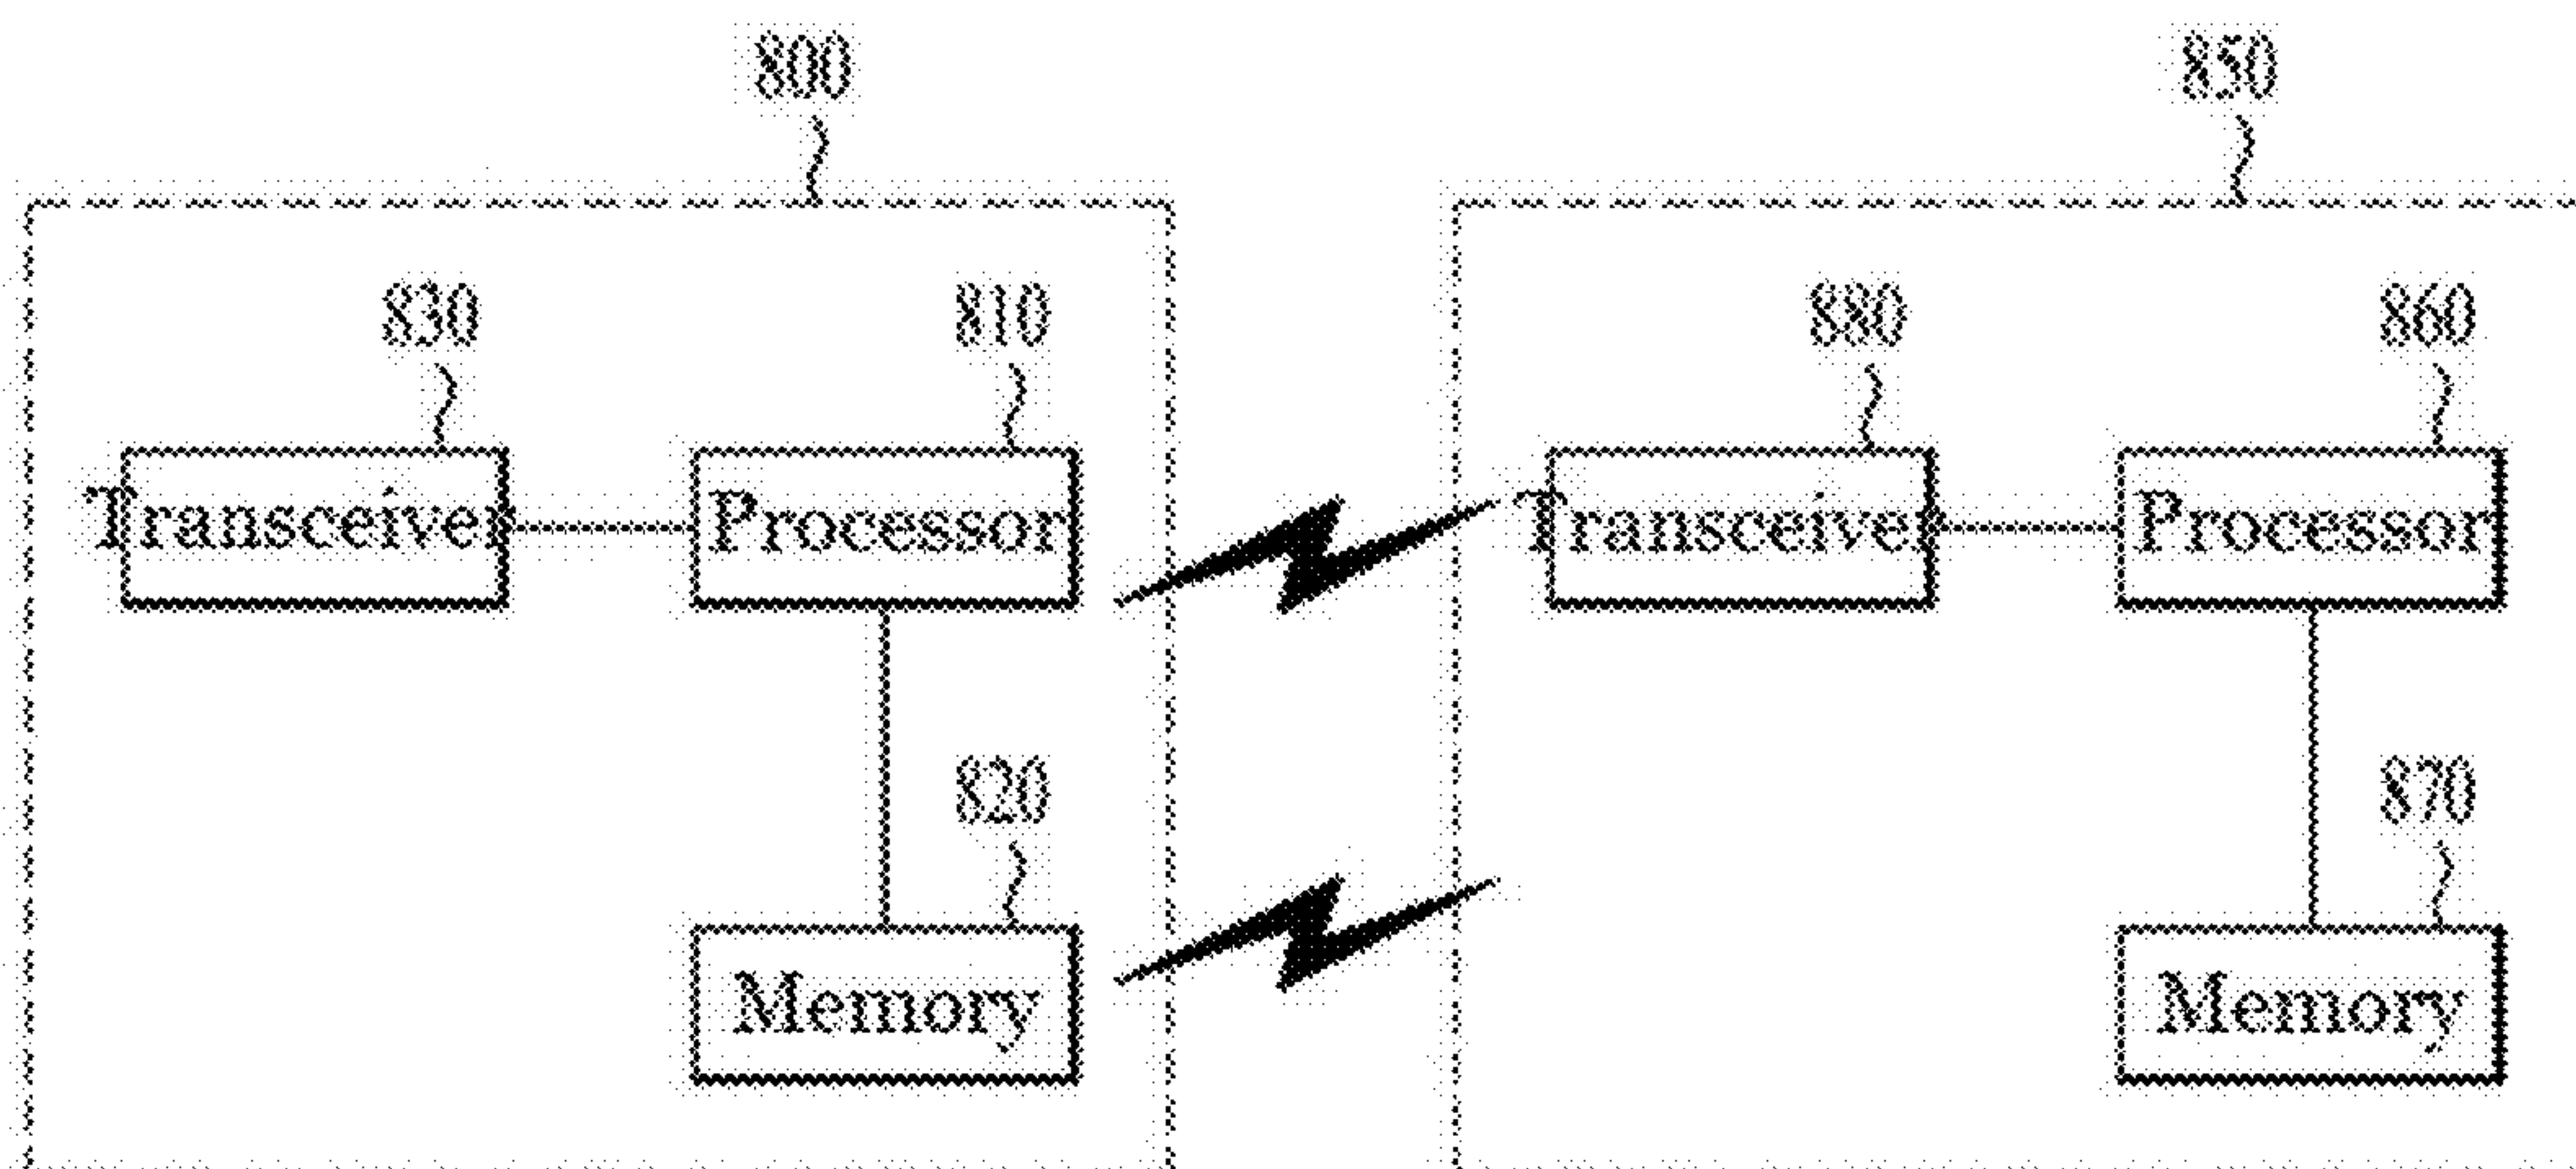 800 850
830 810 880 860
Transceiver Processor Transceiver Processor
820 870
Memory Memory